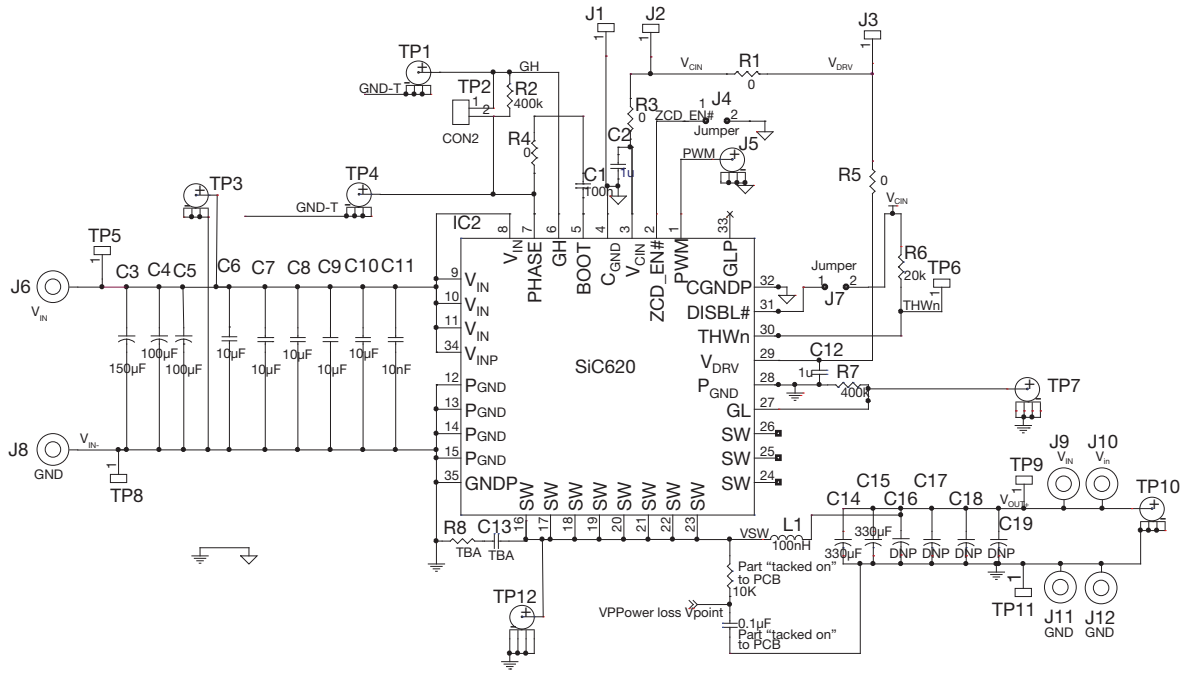 J1
J2
J3
1
1
1
TP1
+
GH
VCIN
R1
0
VDRV
GND-T
TP2
1
2
R2
400k
CON2
R3
0
J4
ZCD_EN#
1
2
Jumper
R4
0
C2
1u
J5
PWM
+
TP3
+
TP4
+
GND-T
C1
100n
R5
0
VCIN
IC2
8
7
6
5
4
3
2
1
33
VIN
PHASE
GH
BOOT
CGND
VCIN
ZCD_EN#
PWM
GLP
R6
20k
TP6
1
THWn
TP5
1
J6
VIN
C3
C4
C5
C6
C7
C8
C9
C10
C11
150µF
100µF
100µF
10µF
10µF
10µF
10µF
10µF
10nF
Jumper
1
2
J7
9
VIN
10
VIN
11
VIN
34
VINP
12
PGND
13
PGND
14
PGND
15
PGND
35
GNDP
SiC620
CGNDP
32
DISBL#
31
THWn
30
VDRV
29
PGND
28
GL
27
SW
26
SW
25
SW
24
C12
1u
R7
400k
TP7
+
J8
GND
VIN-
1
TP8
SW
SW
SW
SW
SW
SW
SW
SW
16
17
18
19
20
21
22
23
R8
TBA
C13
TBA
VSW
L1
100nH
C14
C15
C16
C17
C18
C19
330µF
330µF
DNP
DNP
DNP
DNP
VOUT+
TP9
1
J9
VIN
J10
Vin
TP10
+
1
TP11
J11
GND
J12
GND
TP12
+
Part "tacked on"
to PCB
10K
VPPower loss Vpoint
0.1µF
Part "tacked on"
to PCB